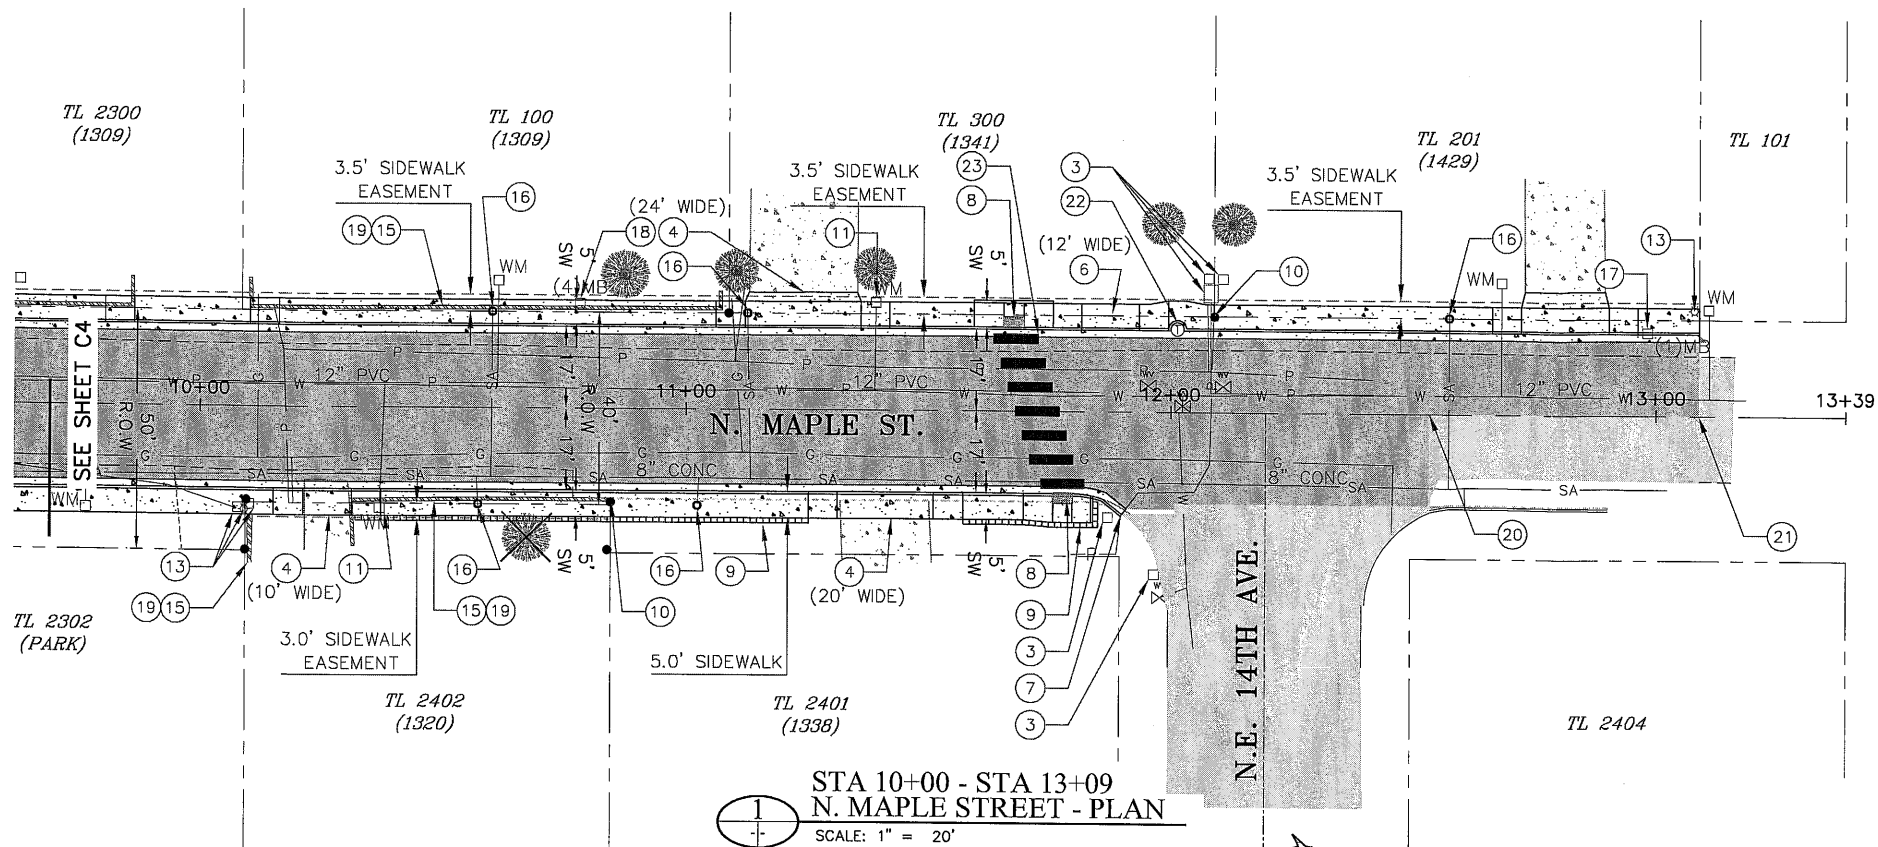 TL 2300
(1309)
TL 100
(1309)
TL 300
(1341)
TL 201
(1429)
TL 101
3.5' SIDEWALK
EASEMENT
16
19 15
(24' WIDE)
18 4
16
3.5' SIDEWALK
EASEMENT
11
23
8
5'
SW
5'
SW
3
22
(12' WIDE)
6
10
3.5' SIDEWALK
EASEMENT
16
13
17
WM
(4)MB
WM
WM
WM
(1)MB
SEE SHEET C4
10+00
12" PVC
11+00
12" PVC
12+00
12" PVC
13+00
13+39
50'
R.O.W.
17'
17'
40'
R.O.W.
17'
N. MAPLE ST.
8" CONC
8" CONC
P P P P P P
W W W W W W W
G G G G G G
SA SA SA SA SA SA SA
WM
WM
WV
WV
W
T
13
19 15
4
(10' WIDE)
11
16
15 19
5'
SW
10
16
9
4
(20' WIDE)
5'
SW
8
9
3
7
3
20
21
N.E. 14TH AVE.
TL 2302
(PARK)
3.0' SIDEWALK
EASEMENT
5.0' SIDEWALK
TL 2402
(1320)
TL 2401
(1338)
TL 2404
1
STA 10+00 - STA 13+09
N. MAPLE STREET - PLAN
SCALE: 1" = 20'